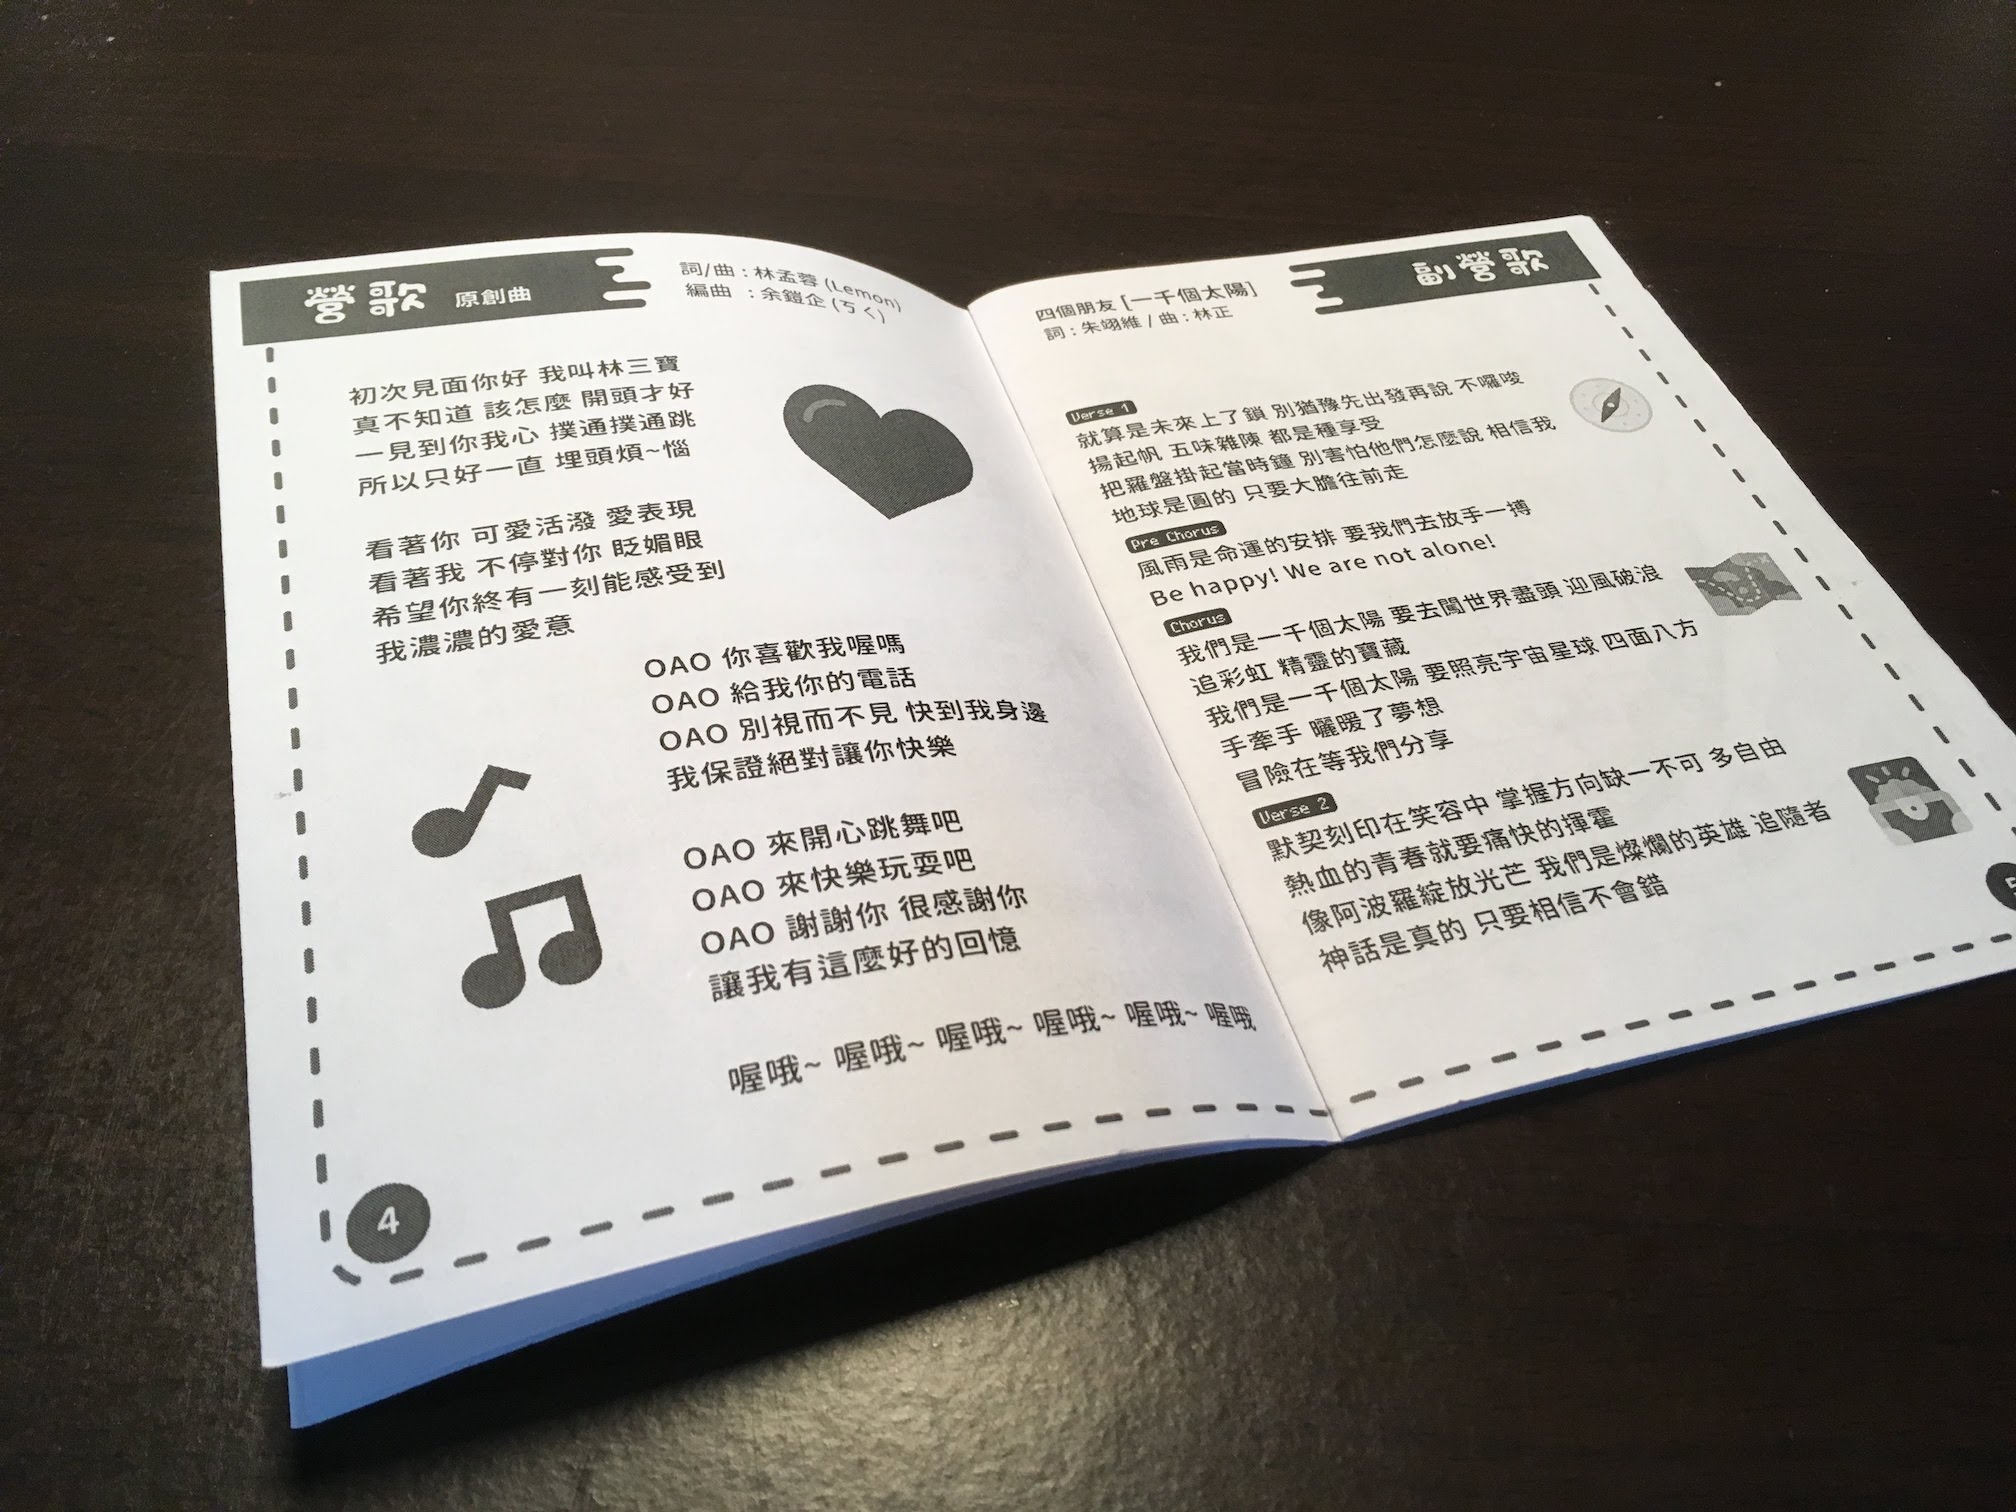 營歌 原創曲
詞/曲：林孟蓉 (Lemon)
編曲 ：余鎧企 (ㄎㄑ)
初次見面你好 我叫林三寶
真不知道 該怎麼 開頭才好
一見到你我心 撲通撲通跳
所以只好一直 埋頭煩~惱
看著你 可愛活潑 愛表現
看著我 不停對你 眨媚眼
希望你終有一刻能感受到
我濃濃的愛意
OAO 你喜歡我喔嗎
OAO 給我你的電話
OAO 別視而不見 快到我身邊
我保證絕對讓你快樂
OAO 來開心跳舞吧
OAO 來快樂玩耍吧
OAO 謝謝你 很感謝你
讓我有這麼好的回憶
喔哦~ 喔哦~ 喔哦~ 喔哦~ 喔哦~ 喔哦
4
副營歌
四個朋友 [一千個太陽]
詞：朱翊維 / 曲：林正
Verse 1
就算是未來上了鎖 別猶豫先出發再說 不囉唆
揚起帆 五味雜陳 都是種享受
把羅盤掛起當時鐘 別害怕他們怎麼說 相信我
地球是圓的 只要大膽往前走
Pre Chorus
風雨是命運的安排 要我們去放手一搏
Be happy! We are not alone!
Chorus
我們是一千個太陽 要去闖世界盡頭 迎風破浪
追彩虹 精靈的寶藏
我們是一千個太陽 要照亮宇宙星球 四面八方
手牽手 曬暖了夢想
冒險在等我們分享
Verse 2
默契刻印在笑容中 掌握方向缺一不可 多自由
熱血的青春就要痛快的揮霍
像阿波羅綻放光芒 我們是燦爛的英雄 追隨者
神話是真的 只要相信不會錯
5